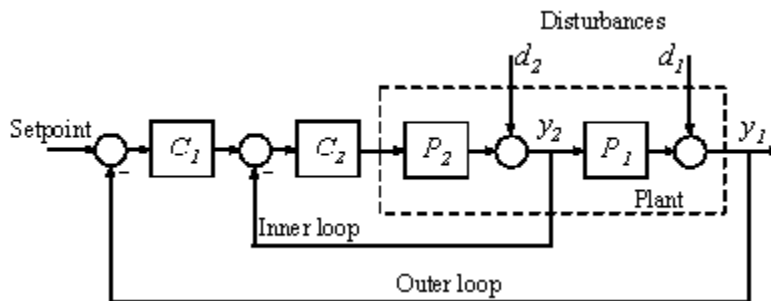 Disturbances
d2 d1
Setpoint
C1 C2 P2 y2 P1 y1
Plant
Inner loop
Outer loop